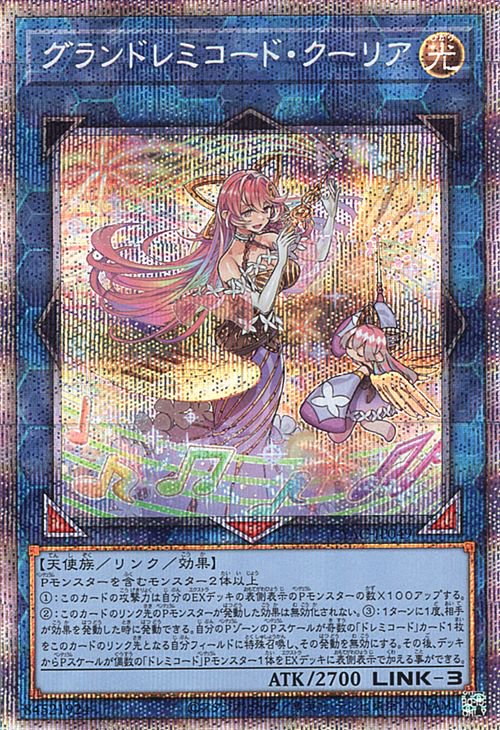 グランドレミコード・クーリア
光
【天使族／リンク／効果】
Pモンスターを含むモンスター2体以上
①：このカードの攻撃力は自分のEXデッキの表側表示のPモンスターの数×100アップする。
②：このカードのリンク先のPモンスターが発動した効果は無効化されない。③：1ターンに1度、相手
が効果を発動した時に発動できる。自分のPゾーンのPスケールが奇数の「ドレミコード」カード1枚
をこのカードのリンク先となる自分フィールドに特殊召喚し、その発動を無効にする。その後、デッキ
からPスケールが偶数の「ドレミコード」Pモンスター1体をEXデッキに表側表示で加える事ができる。
ATK/2700 LINK-3